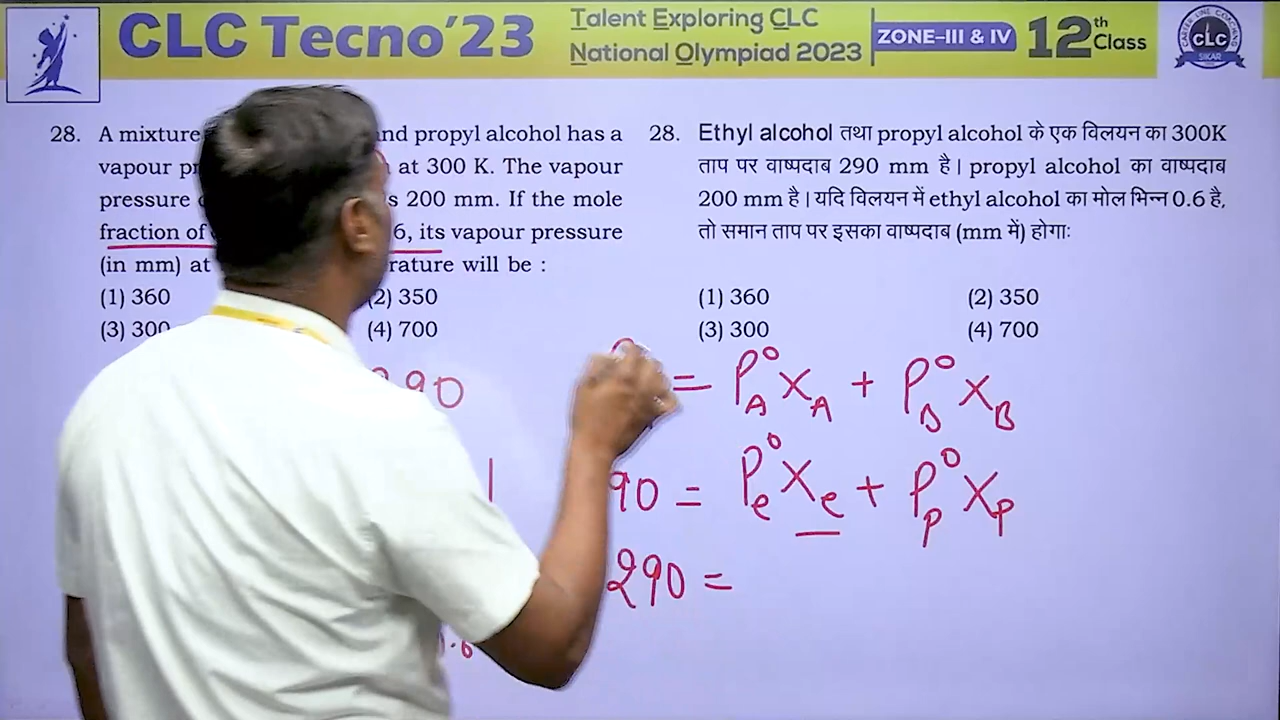 CLC Tecno'23
Talent Exploring CLC
National Olympiad 2023
ZONE–III & IV
12th Class
CLC
SIKAR
28. A mixture nd propyl alcohol has a
vapour at 300 K. The vapour
pressure 200 mm. If the mole
fraction of 6, its vapour pressure
(in mm) at will be :
(1) 360 (2) 350
(3) 300 (4) 700
28. Ethyl alcohol तथा propyl alcohol के एक विलयन का 300K
ताप पर वाष्पदाब 290 mm है। propyl alcohol का वाष्पदाब
200 mm है। यदि विलयन में ethyl alcohol का मोल भिन्न 0.6 है,
तो समान ताप पर इसका वाष्पदाब (mm में) होगाः
(1) 360 (2) 350
(3) 300 (4) 700
= P°A XA + P°B XB
90 = P°e Xe + P°p Xp
290 =
90